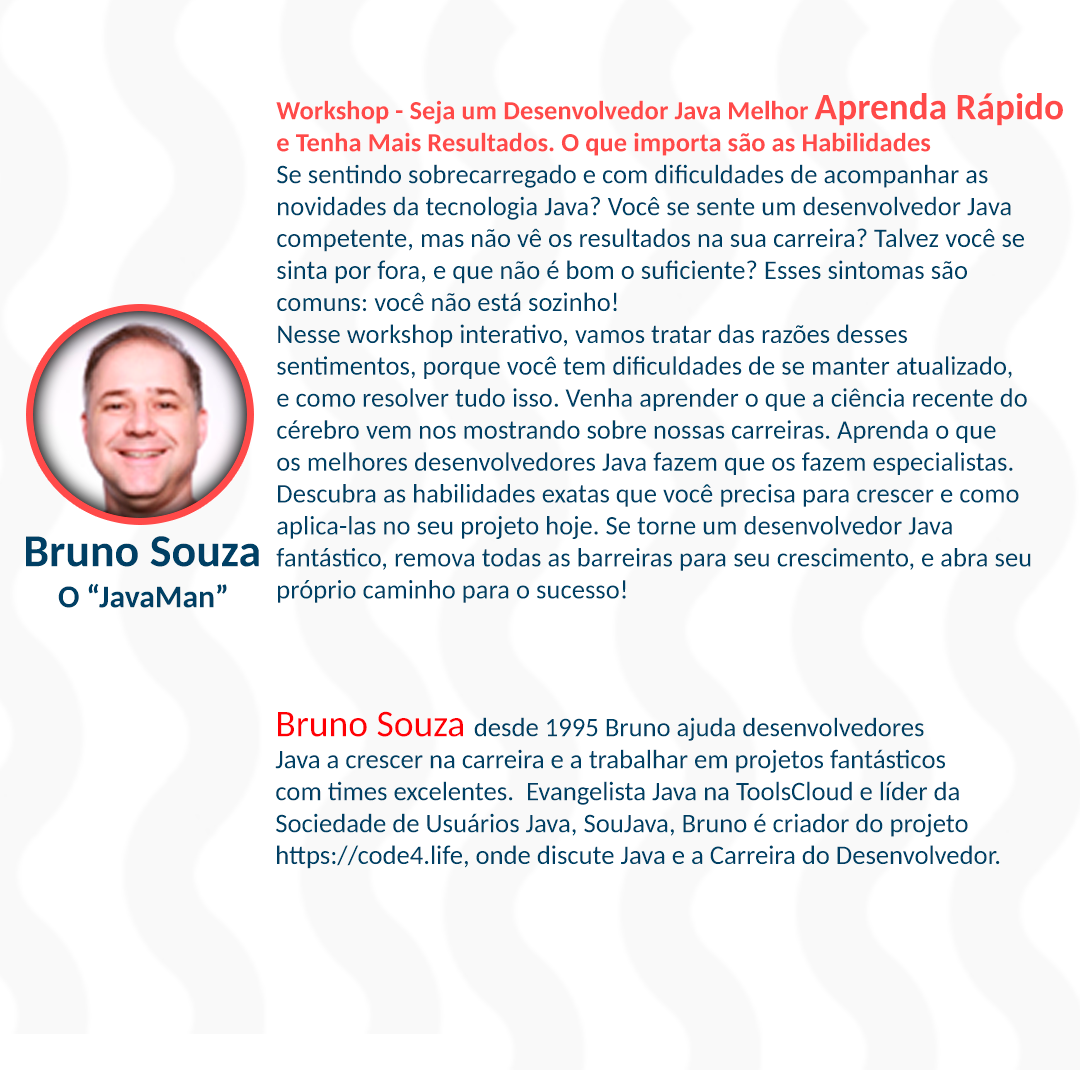 Workshop - Seja um Desenvolvedor Java Melhor Aprenda Rápido
e Tenha Mais Resultados. O que importa são as Habilidades
Se sentindo sobrecarregado e com dificuldades de acompanhar as
novidades da tecnologia Java? Você se sente um desenvolvedor Java
competente, mas não vê os resultados na sua carreira? Talvez você se
sinta por fora, e que não é bom o suficiente? Esses sintomas são
comuns: você não está sozinho!
Nesse workshop interativo, vamos tratar das razões desses
sentimentos, porque você tem dificuldades de se manter atualizado,
e como resolver tudo isso. Venha aprender o que a ciência recente do
cérebro vem nos mostrando sobre nossas carreiras. Aprenda o que
os melhores desenvolvedores Java fazem que os fazem especialistas.
Descubra as habilidades exatas que você precisa para crescer e como
aplica-las no seu projeto hoje. Se torne um desenvolvedor Java
fantástico, remova todas as barreiras para seu crescimento, e abra seu
próprio caminho para o sucesso!
Bruno Souza
O “JavaMan”
Bruno Souza desde 1995 Bruno ajuda desenvolvedores
Java a crescer na carreira e a trabalhar em projetos fantásticos
com times excelentes.  Evangelista Java na ToolsCloud e líder da
Sociedade de Usuários Java, SouJava, Bruno é criador do projeto
https://code4.life, onde discute Java e a Carreira do Desenvolvedor.